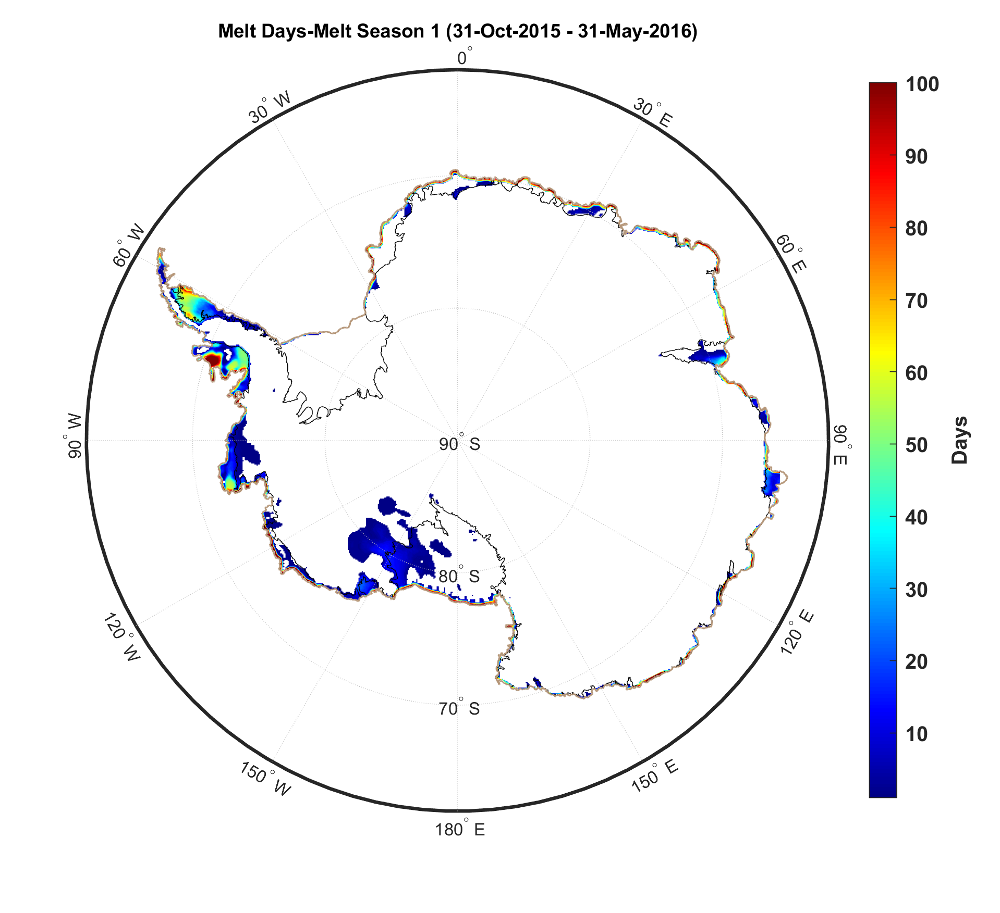 Melt Days-Melt Season 1 (31-Oct-2015 - 31-May-2016)
0°
30° W
30° E
60° W
60° E
90° W
90° S
90° E
80° S
120° W
120° E
70° S
150° W
150° E
180° E
100
90
80
70
60
50
40
30
20
10
Days